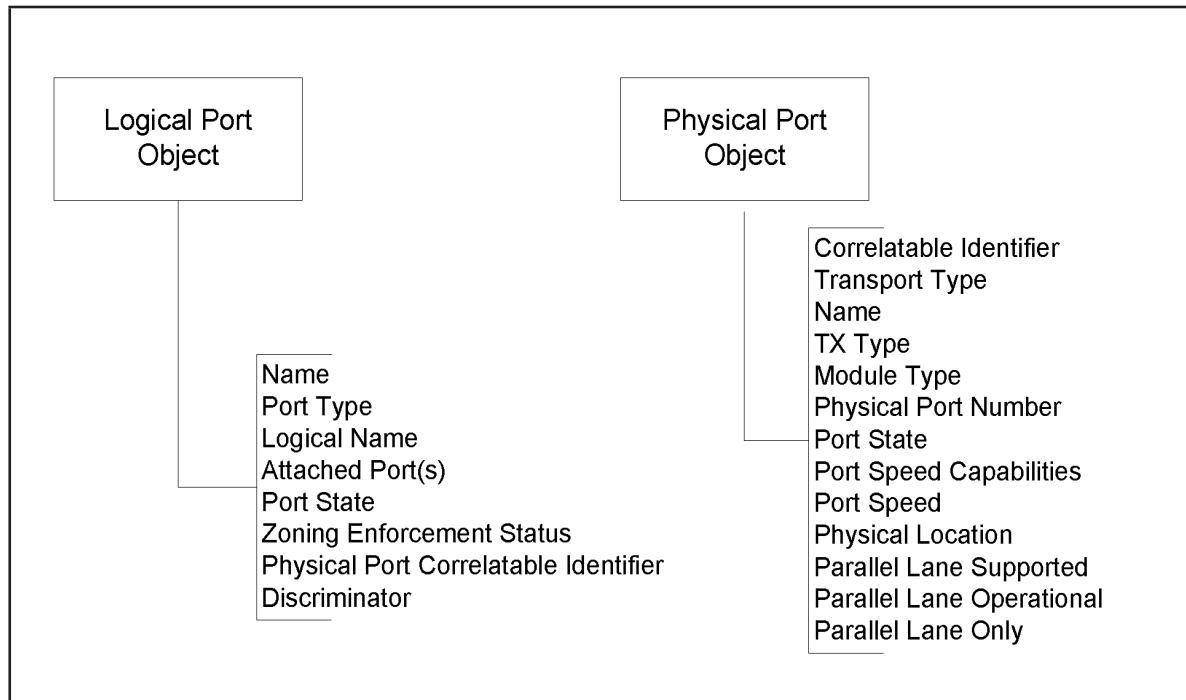 Logical Port
Object
Name
Port Type
Logical Name
Attached Port(s)
Port State
Zoning Enforcement Status
Physical Port Correlatable Identifier
Discriminator
Physical Port
Object
Correlatable Identifier
Transport Type
Name
TX Type
Module Type
Physical Port Number
Port State
Port Speed Capabilities
Port Speed
Physical Location
Parallel Lane Supported
Parallel Lane Operational
Parallel Lane Only